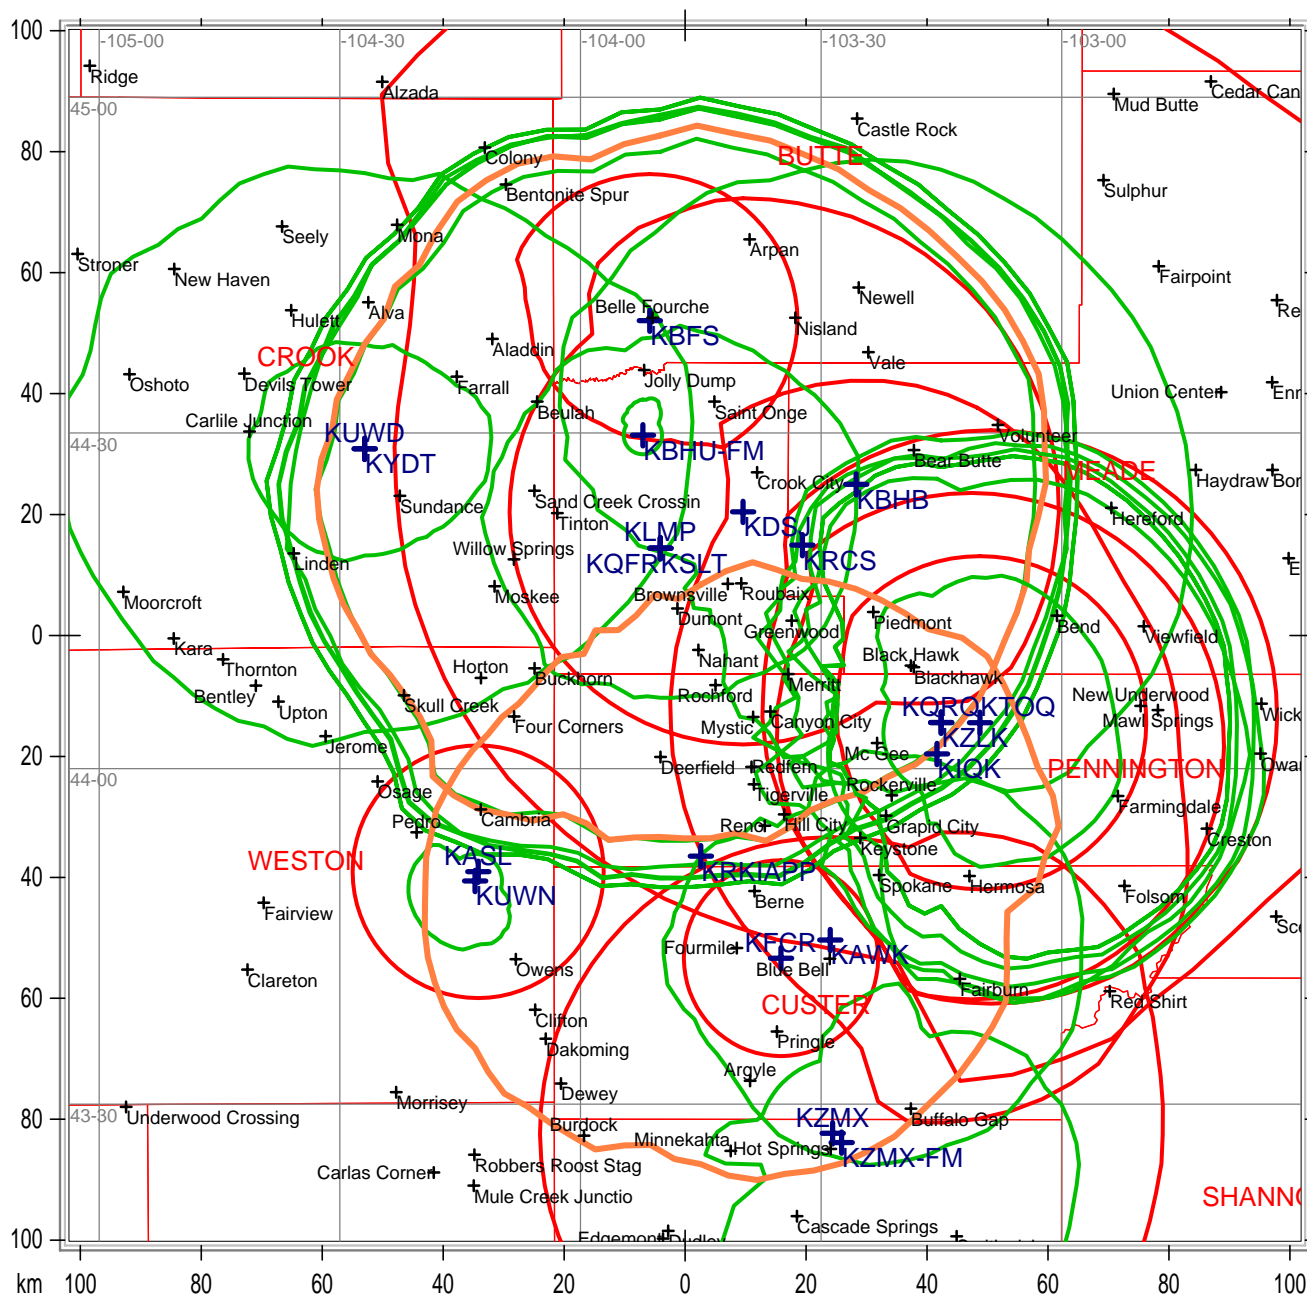 100
-105-00
-104-30
-104-00
-103-30
-103-00
Ridge
Alzada
Cedar Can
Mud Butte
45-00
Castle Rock
80
Colony
BUTTE
Bentonite Spur
Sulphur
Seely
Mona
Arpan
60
Stroner
New Haven
Fairpoint
Hulett
Alva
Belle Fourche
Newell
Re
KBFS
Nisland
Aladdin
CROOK
Vale
Oshoto
Devils Tower
Farrall
Jolly Dump
Union Center
Enn
40
Carlile Junction
Beulah
Saint Onge
44-30
KUWD
KYDT
KBHU-FM
Volunteer
Bear Butte
MEADE
Crook City
Haydraw
Bor
KBHB
Sundance
Sand Creek Crossin
Tinton
Hereford
20
KLMP
KDSJ
Willow Springs
KQFRKSLT
KRCS
Linden
Moorcroft
Moskee
Brownsville
Roubaix
Dumont
Greenwood
Piedmont
Bend
Viewfield
0
Kara
Thornton
Horton
Nahant
Black Hawk
Blackhawk
Bentley
Buckhorn
Rochford
Merritt
Upton
Skull Creek
Four Corners
Mystic
Canyon City
KTOQ
New Underwood
Mawl Springs
Wick
Jerome
KZLK
Mc Gee
20
Deerfield
Redfern
KIQK
PENNINGTON
Owan
44-00
Osage
Tigerville
Rockerville
Farmingdale
Pedro
Cambria
Reno
Hill City
Grapid City
Creston
WESTON
KASL
Keystone
40
KRKIAPP
KUWN
Spokane
Hermosa
Berne
Folsom
Fairview
Fourmile
KFCR
KAWK
Sce
Clareton
Owens
Blue Bell
60
Fairburn
Red Shirt
CUSTER
Clifton
Dakoming
Pringle
Argyle
Morrisey
Dewey
43-30
Underwood Crossing
80
Burdock
KZMX
Buffalo Gap
Minnekahta
Hot Springs
KZMX-FM
Carlas Corner
Robbers Roost Stag
Mule Creek Junctio
SHANNO
Cascade Springs
100
Edgemont
Dudley
km
100
80
60
40
20
0
20
40
60
80
100